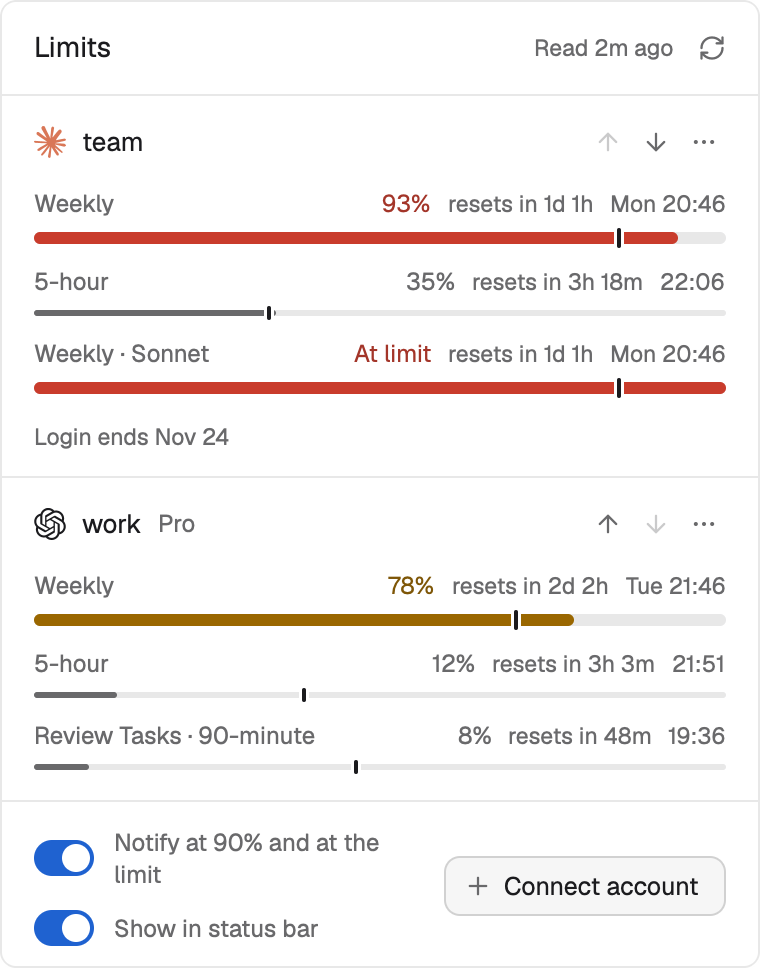 Limits
Read 2m ago
team
Weekly 93% resets in 1d 1h Mon 20:46
5-hour 35% resets in 3h 18m 22:06
Weekly · Sonnet At limit resets in 1d 1h Mon 20:46
Login ends Nov 24
work Pro
Weekly 78% resets in 2d 2h Tue 21:46
5-hour 12% resets in 3h 3m 21:51
Review Tasks · 90-minute 8% resets in 48m 19:36
Notify at 90% and at the
limit
Connect account
Show in status bar